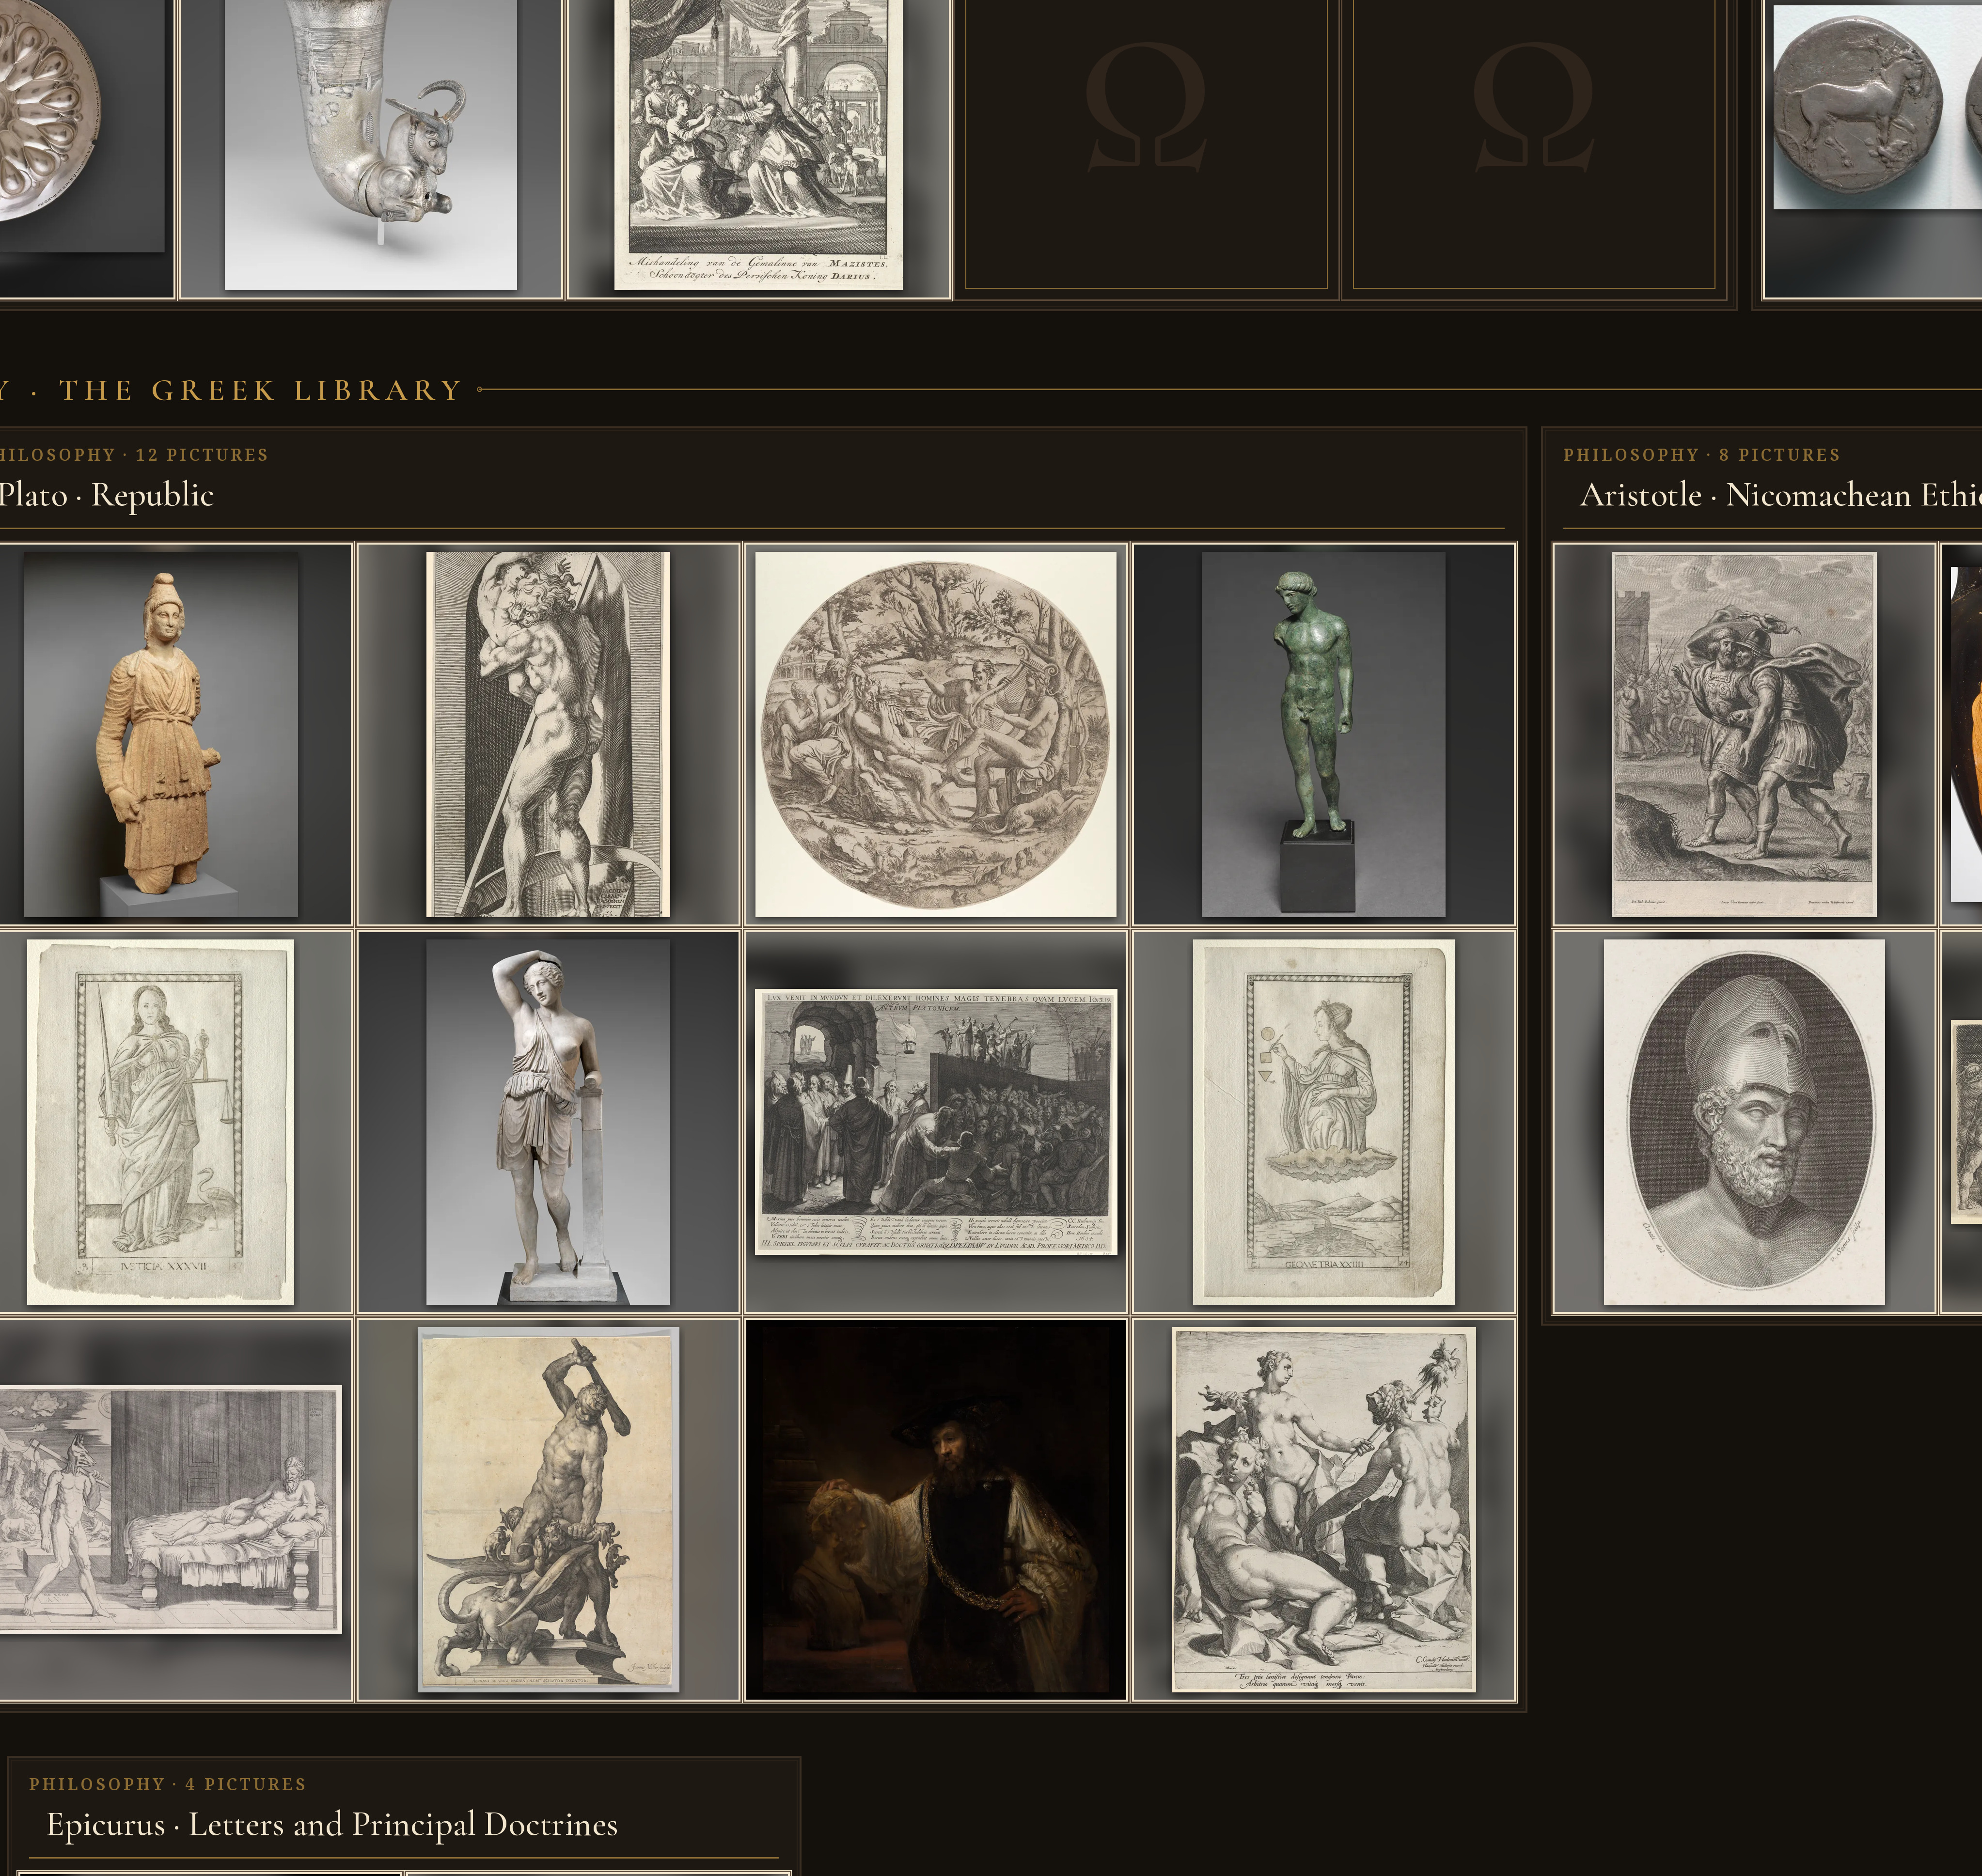 Mishandeling van de Gemalinne van MAZISTES.
Schoondogter des Persischen Koning DARIUS.
Ω
Ω
Y · THE GREEK LIBRARY
HILOSOPHY · 12 PICTURES
Plato · Republic
PHILOSOPHY · 8 PICTURES
Aristotle · Nicomachean Ethic
IVSTICIA XXXVII
LVX VENIT IN MVNDVN ET DILEXERVNT HOMINES MAGIS TENEBRAS QVAM LVCEM
ANTRVM PLATONICVM
GEOMETRIA XXIIII
PHILOSOPHY · 4 PICTURES
Epicurus · Letters and Principal Doctrines